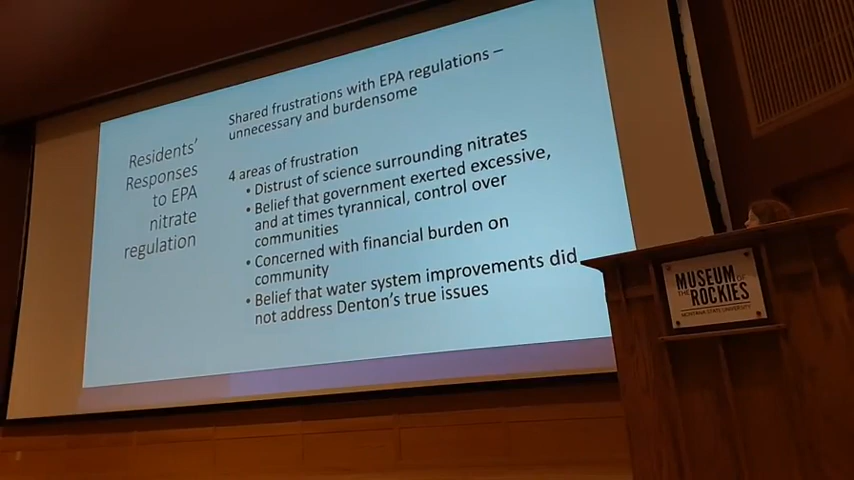 Residents'
Responses
to EPA
nitrate
regulation
Shared frustrations with EPA regulations –
unnecessary and burdensome
4 areas of frustration
• Distrust of science surrounding nitrates
• Belief that government exerted excessive,
and at times tyrannical, control over
communities
• Concerned with financial burden on
community
• Belief that water system improvements did
not address Denton's true issues
MUSEUM OF
THE ROCKIES
MONTANA STATE UNIVERSITY